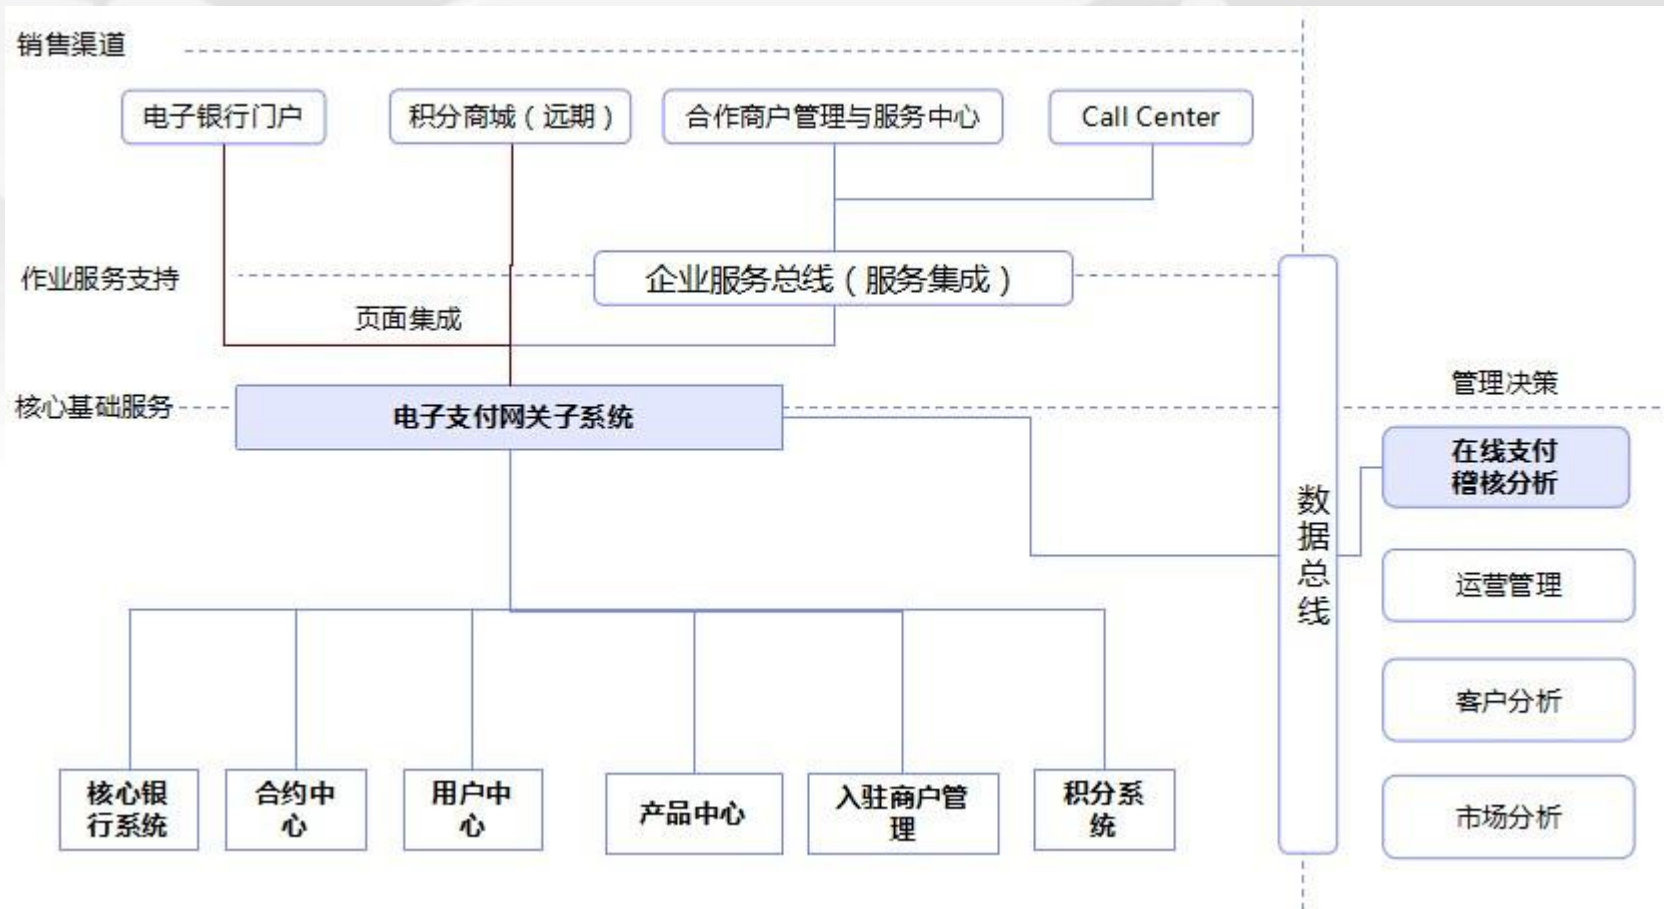 销售渠道
电子银行门户
积分商城（远期）
合作商户管理与服务中心
Call Center
作业服务支持
企业服务总线（服务集成）
页面集成
核心基础服务
电子支付网关子系统
管理决策
在线支付
稽核分析
数据总线
运营管理
客户分析
市场分析
核心银
行系统
合约中
心
用户中
心
产品中心
入驻商户管
理
积分系
统